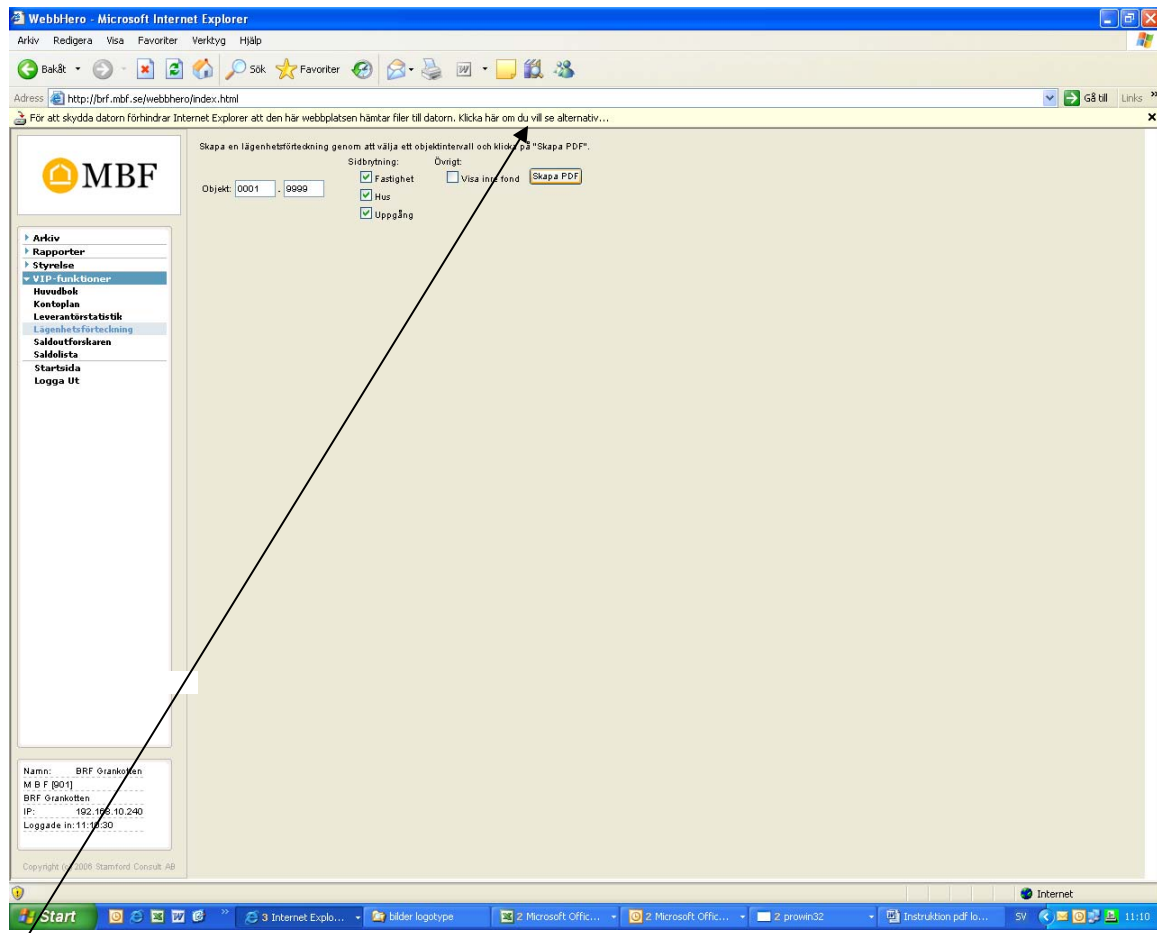 WebbHero - Microsoft Internet Explorer
Arkiv Redigera Visa Favoriter Verktyg Hjälp
Bakåt Sök Favoriter
Adress http://brf.mbf.se/webbhero/index.html Gå till Links »
För att skydda datorn förhindrar Internet Explorer att den här webbplatsen hämtar filer till datorn. Klicka här om du vill se alternativ...
MBF
Skapa en lägenhetsförteckning genom att välja ett objektintervall och klicka på "Skapa PDF".
Sidbrytning: Övrigt:
Objekt: 0001 - 9999 Fastighet Visa inre fond Skapa PDF
Hus
Uppgång
Arkiv
Rapporter
Styrelse
VIP-funktioner
Huvudbok
Kontoplan
Leverantörstatistik
Lägenhetsförteckning
Saldoutforskaren
Saldolista
Startsida
Logga Ut
Namn: BRF Grankotten
M B F [901]
BRF Grankotten
IP: 192.168.10.240
Loggade in: 11:10:30
Copyright (c) 2006 Stamford Consult AB
Internet
Start » 3 Internet Explo... bilder logotype 2 Microsoft Offic... 2 Microsoft Offic... 2 prowin32 Instruktion pdf lo... SV 11:10